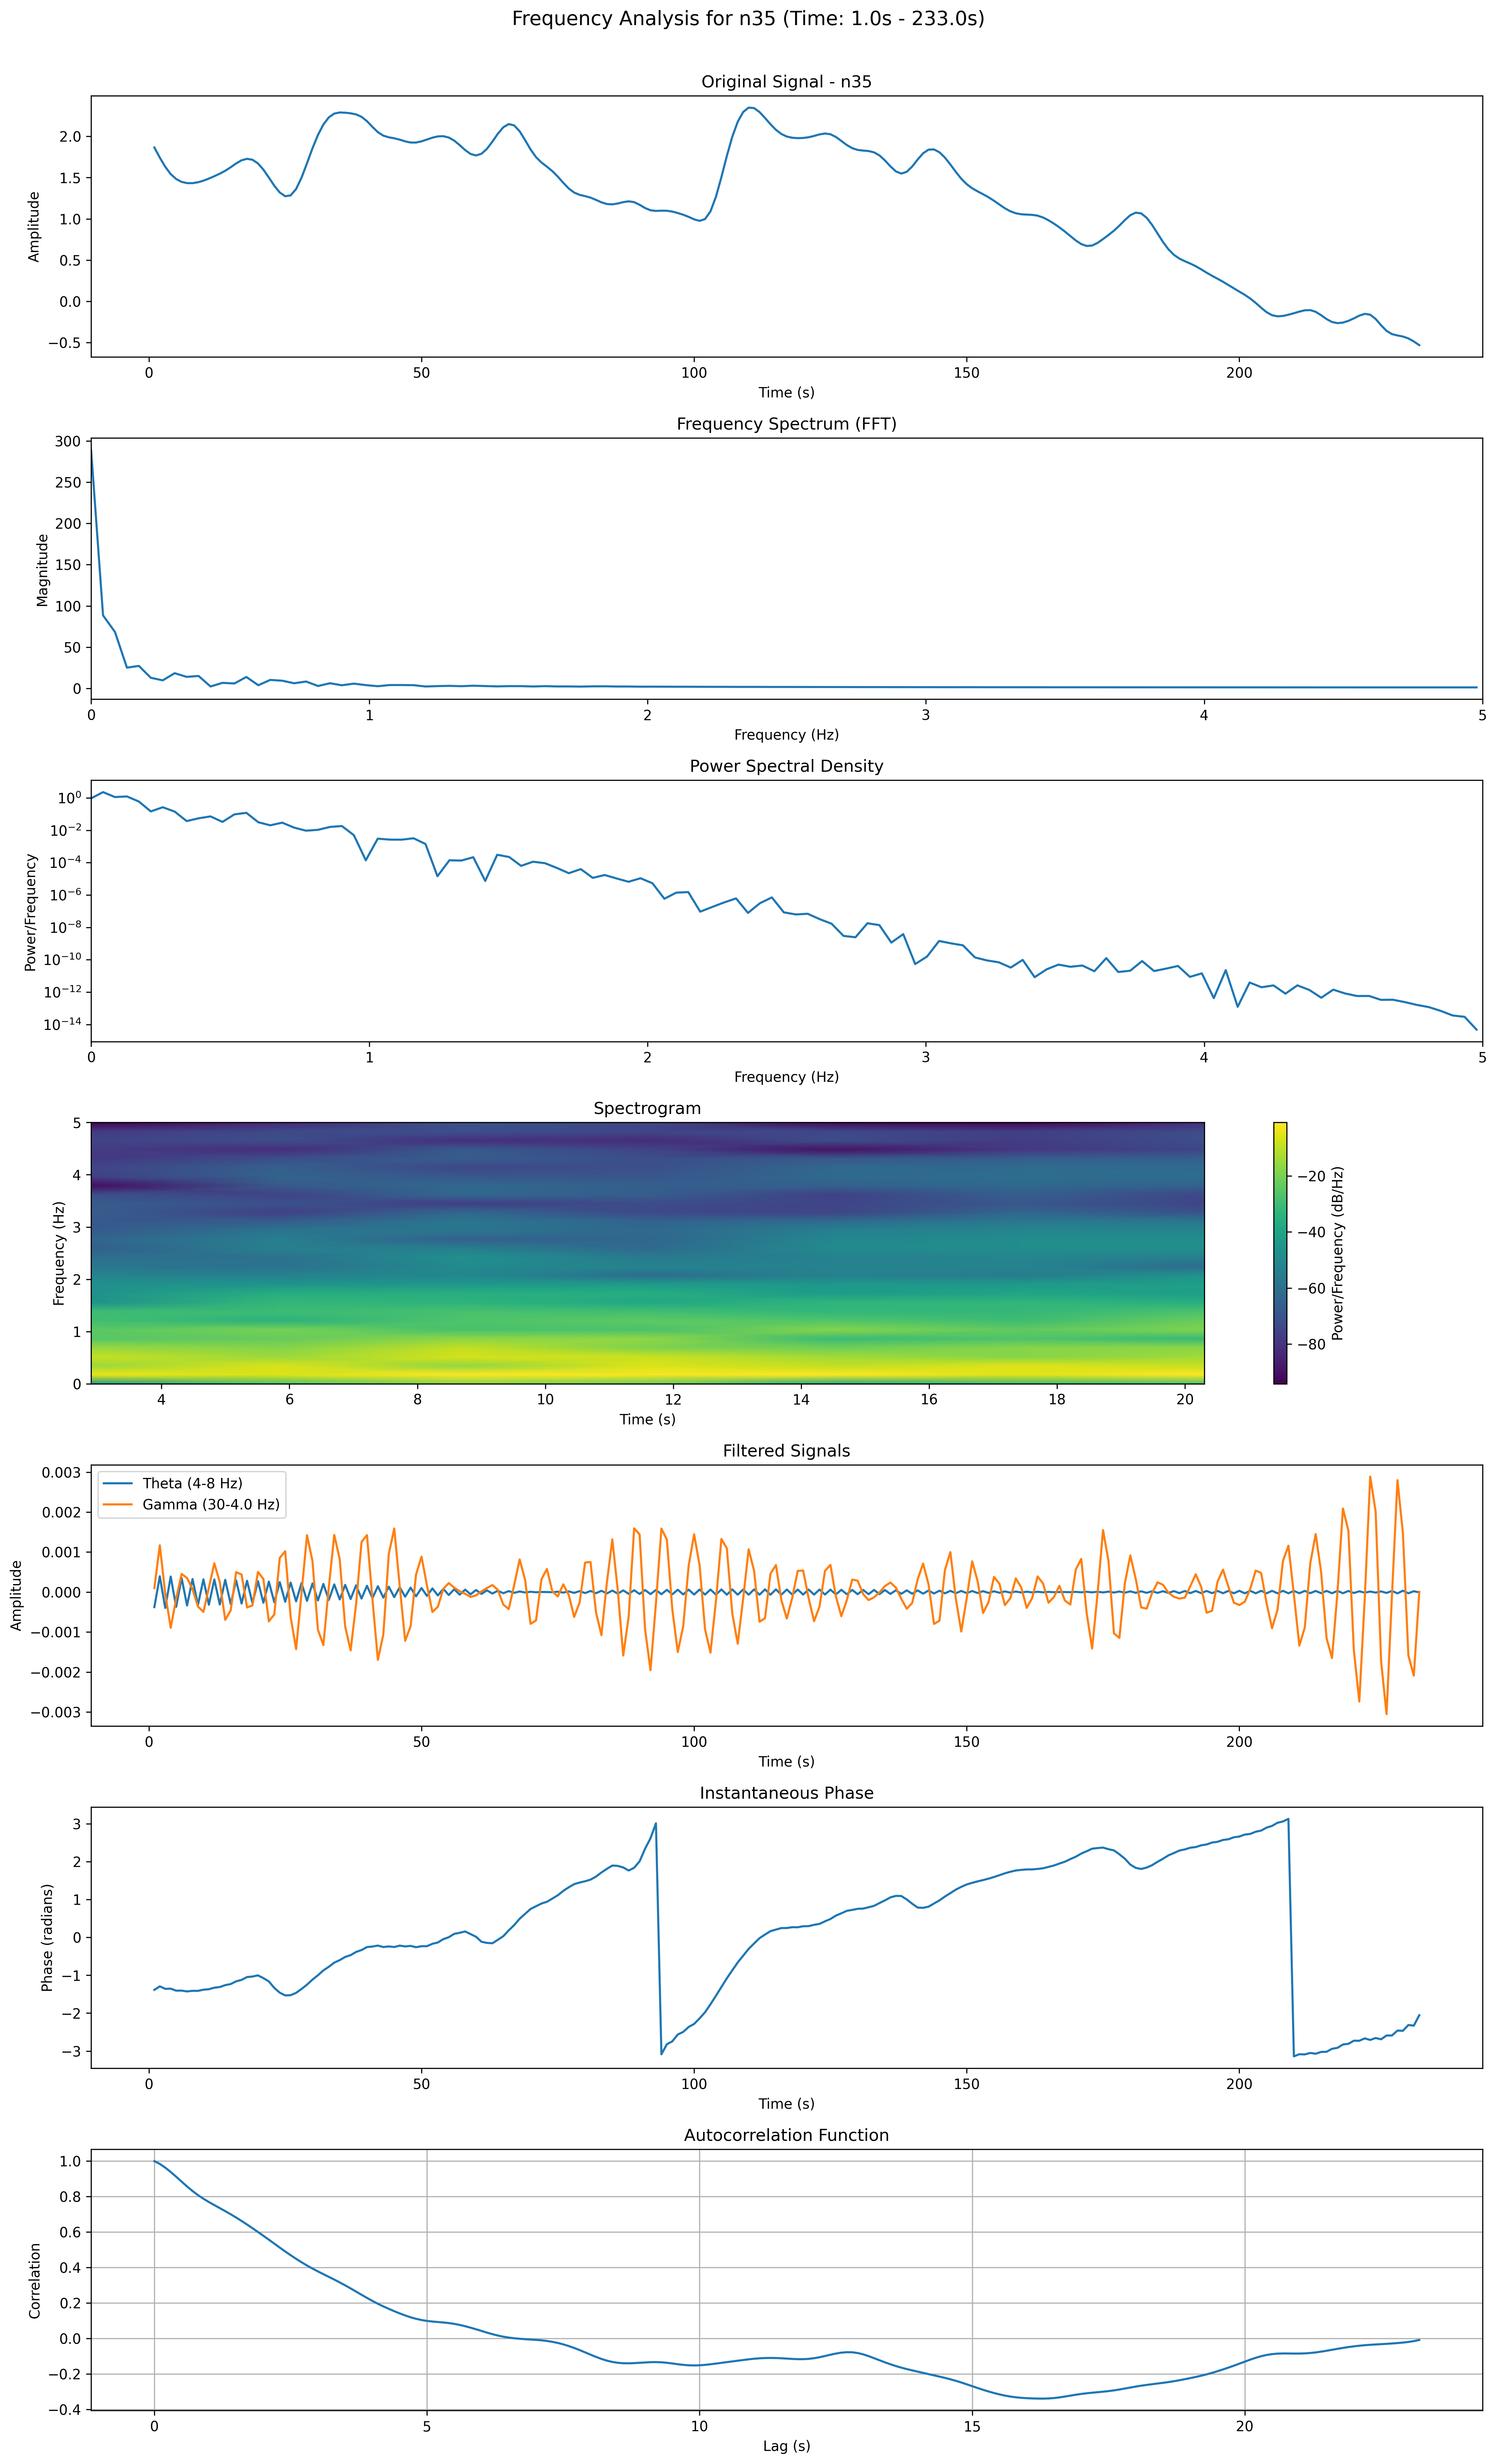 Frequency Analysis for n35 (Time: 1.0s - 233.0s)
Original Signal - n35
Amplitude
2.0
1.5
1.0
0.5
0.0
−0.5
0 50 100 150 200
Time (s)
Frequency Spectrum (FFT)
Magnitude
300
250
200
150
100
50
0
0 1 2 3 4 5
Frequency (Hz)
Power Spectral Density
Power/Frequency
10⁰
10⁻²
10⁻⁴
10⁻⁶
10⁻⁸
10⁻¹⁰
10⁻¹²
10⁻¹⁴
0 1 2 3 4 5
Frequency (Hz)
Spectrogram
Frequency (Hz)
5
4
3
2
1
0
4 6 8 10 12 14 16 18 20
Time (s)
−20
−40
−60
−80
Power/Frequency (dB/Hz)
Filtered Signals
Theta (4-8 Hz)
Gamma (30-4.0 Hz)
Amplitude
0.003
0.002
0.001
0.000
−0.001
−0.002
−0.003
0 50 100 150 200
Time (s)
Instantaneous Phase
Phase (radians)
3
2
1
0
−1
−2
−3
0 50 100 150 200
Time (s)
Autocorrelation Function
Correlation
1.0
0.8
0.6
0.4
0.2
0.0
−0.2
−0.4
0 5 10 15 20
Lag (s)